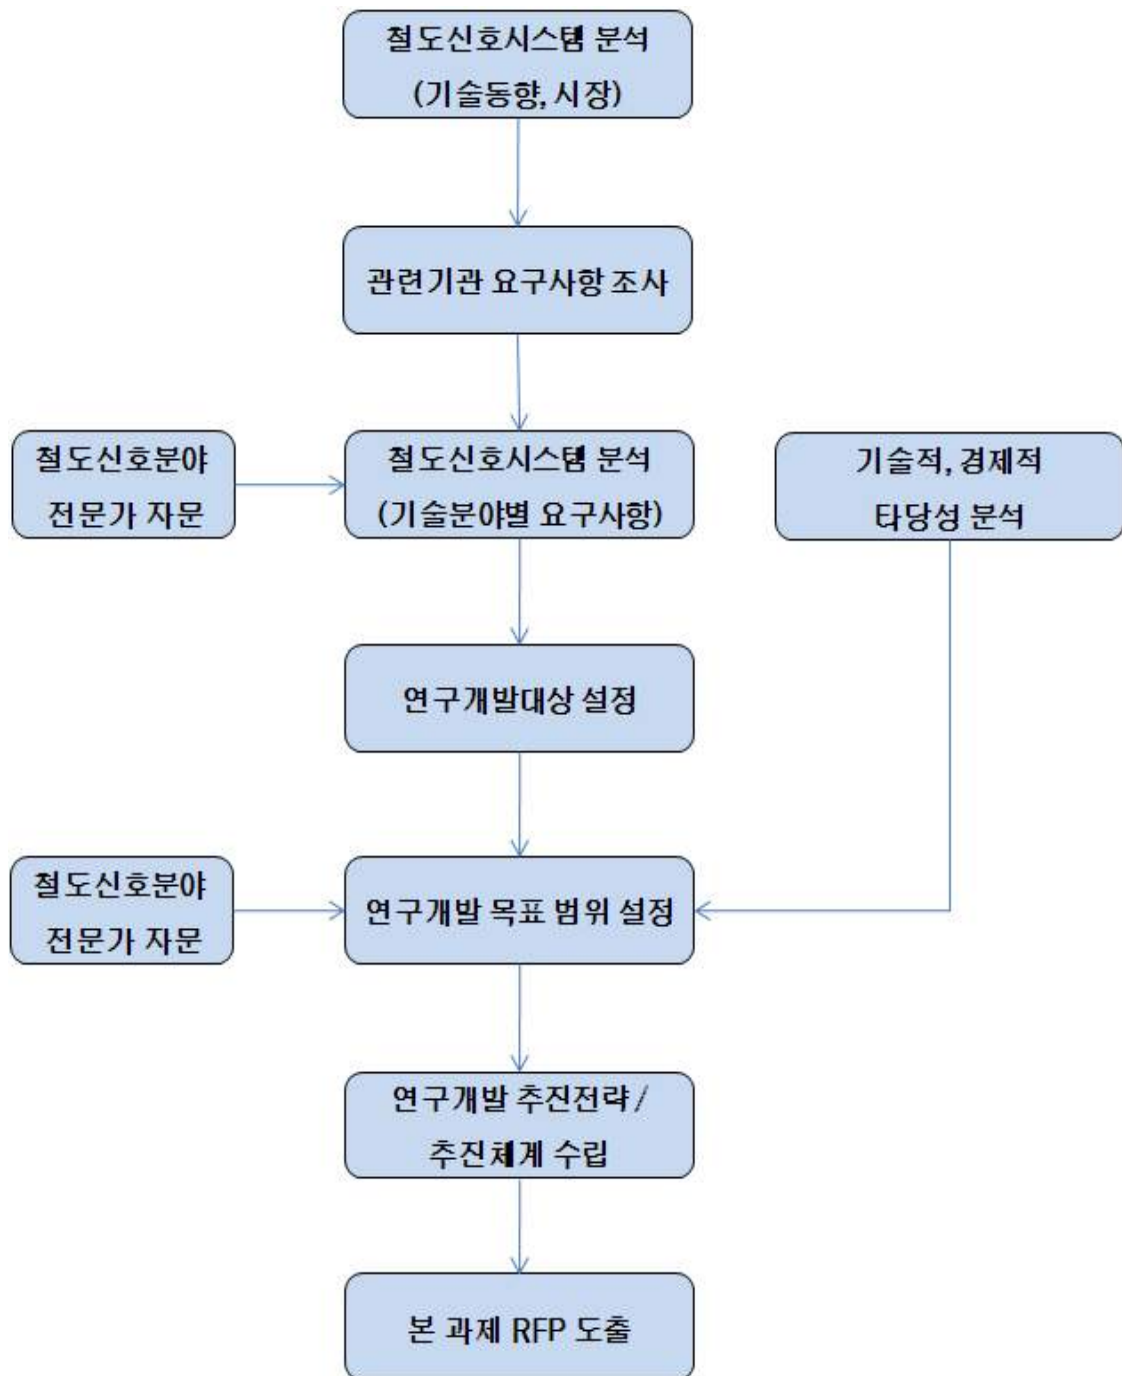 철도신호시스템 분석
(기술동향, 시장)
관련기관 요구사항 조사
철도신호분야
전문가 자문
철도신호시스템 분석
(기술분야별 요구사항)
기술적, 경제적
타당성 분석
연구개발대상 설정
철도신호분야
전문가 자문
연구개발 목표 범위 설정
연구개발 추진전략 /
추진체계 수립
본 과제 RFP 도출